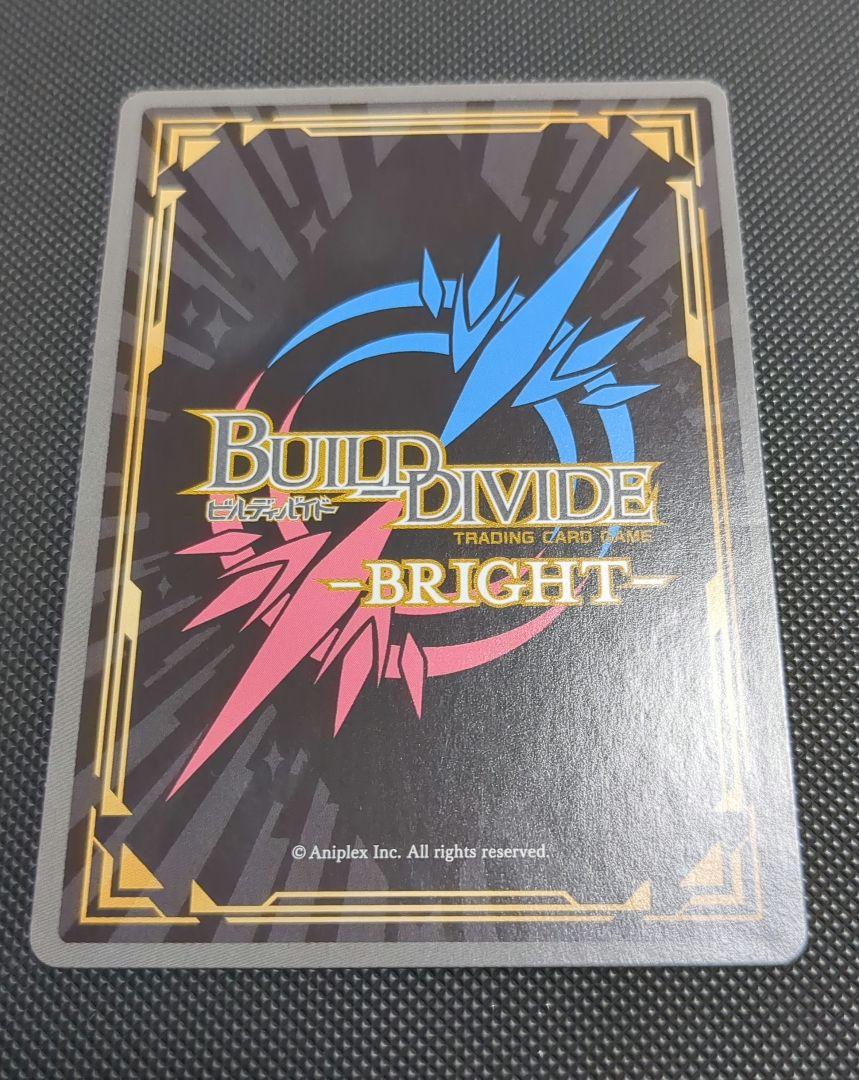 BUILD DIVIDE
ビルディバイド
TRADING CARD GAME
-BRIGHT-
© Aniplex Inc. All rights reserved.